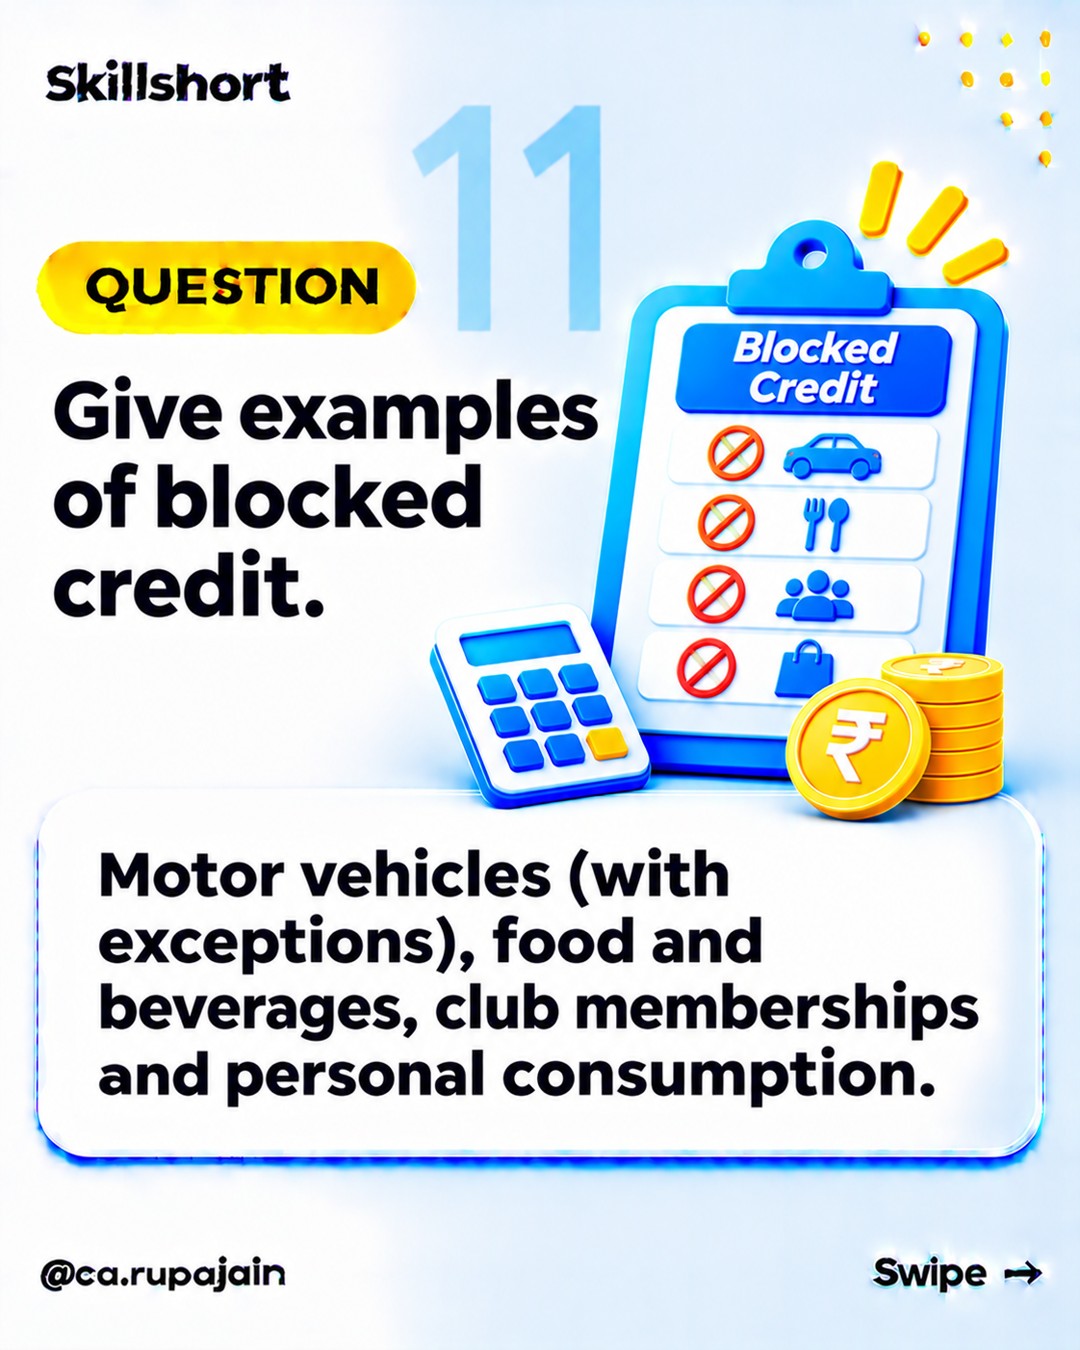 Skillshort
11
QUESTION
Give examples
of blocked
credit.
Blocked
Credit
₹
₹
Motor vehicles (with
exceptions), food and
beverages, club memberships
and personal consumption.
@ca.rupajain
Swipe →